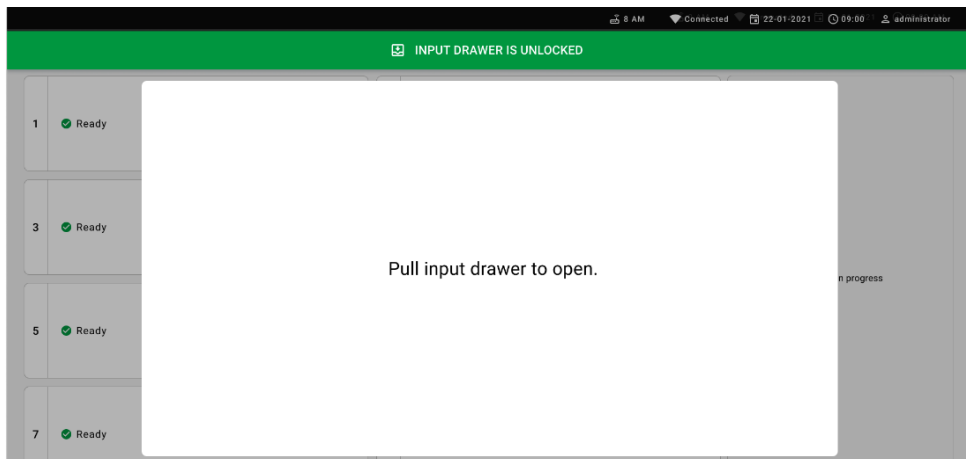 8 AM Connected 22-01-2021 09:00 administrator
INPUT DRAWER IS UNLOCKED
1 Ready
3 Ready
Pull input drawer to open.
n progress
5 Ready
7 Ready